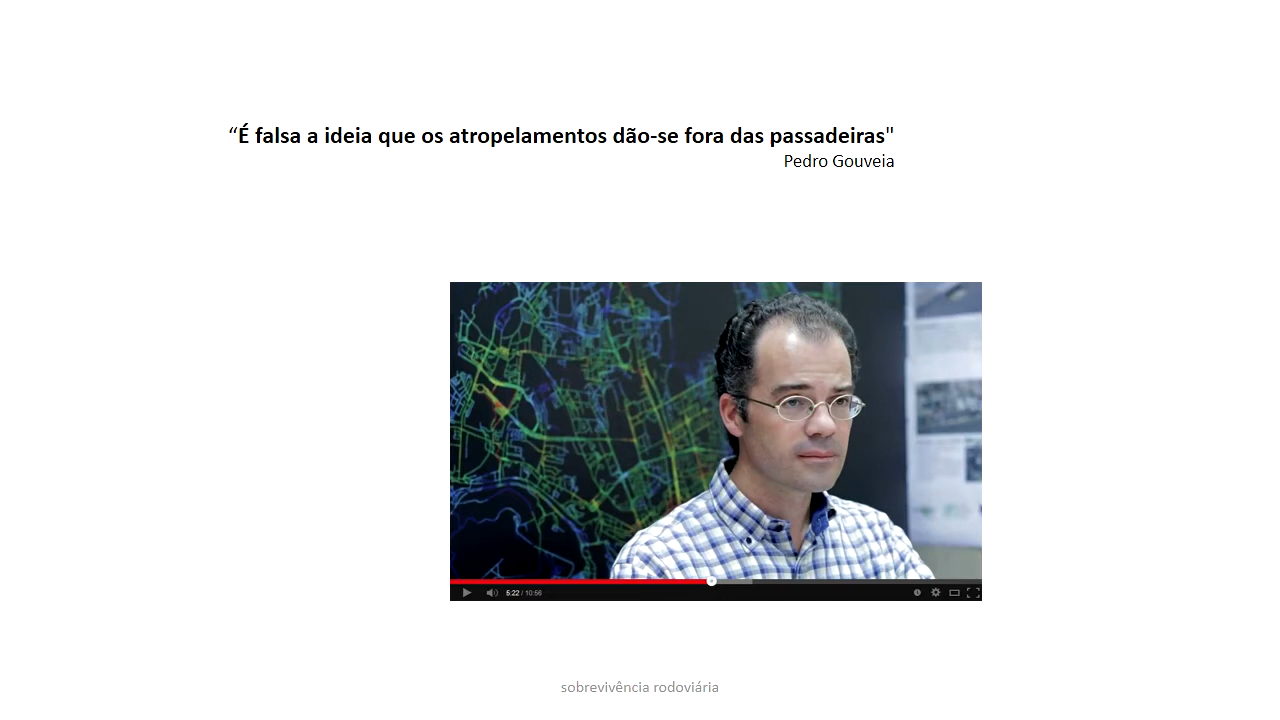 “É falsa a ideia que os atropelamentos dão-se fora das passadeiras"
Pedro Gouveia
5:22 / 10:56
sobrevivência rodoviária